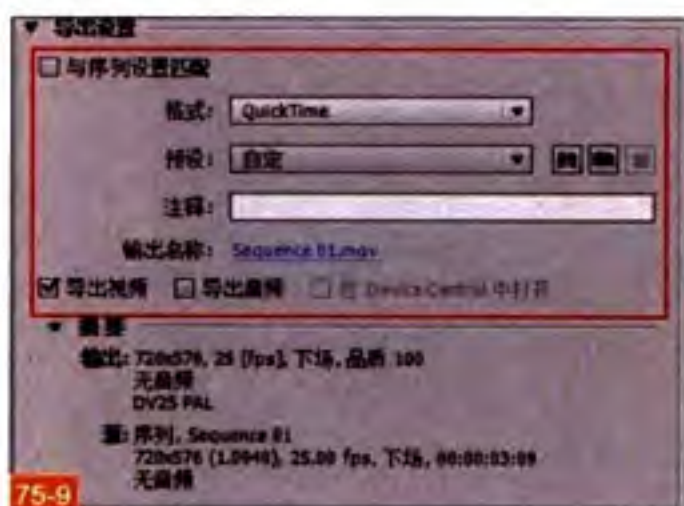 导出设置
与序列设置匹配
格式: QuickTime
预设: 自定
注释:
输出名称: Sequence 01.mov
导出视频 导出音频 在 Device Central 中打开
摘要
输出: 720x576, 25 [fps], 下场, 品质 100
无音频
DV25 PAL
源: 序列, Sequence 01
720x576 (1.0940), 25.00 fps, 下场, 00:00:03:09
无音频
75-9